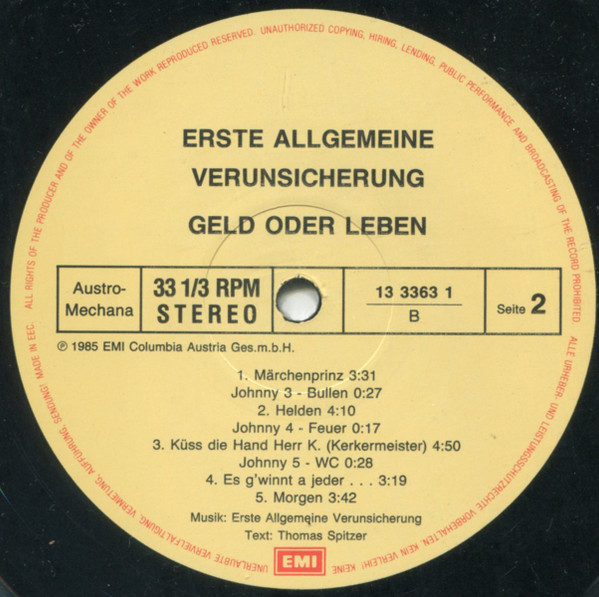 ALL RIGHTS OF THE PRODUCER AND OF THE OWNER OF THE WORK REPRODUCED RESERVED. UNAUTHORIZED COPYING, HIRING, LENDING, PUBLIC PERFORMANCE AND BROADCASTING OF THE RECORD PROHIBITED.
ERSTE ALLGEMEINE
VERUNSICHERUNG
GELD ODER LEBEN
Austro-
Mechana
33 1/3 RPM
STEREO
13 3363 1
B
Seite 2
℗ 1985 EMI Columbia Austria Ges.m.b.H.
1. Märchenprinz 3:31
Johnny 3 - Bullen 0:27
2. Helden 4:10
Johnny 4 - Feuer 0:17
3. Küss die Hand Herr K. (Kerkermeister) 4:50
Johnny 5 - WC 0:28
4. Es g'winnt a jeder . . . 3:19
5. Morgen 3:42
Musik: Erste Allgemeine Verunsicherung
Text: Thomas Spitzer
EMI
ALLE URHEBER- UND LEISTUNGSSCHUTZRECHTE VORBEHALTEN. KEIN VERLEIH! KEINE UNERLAUBTE VERVIELFÄLTIGUNG, VERMIETUNG, AUFFÜHRUNG, SENDUNG! MADE IN EEC.